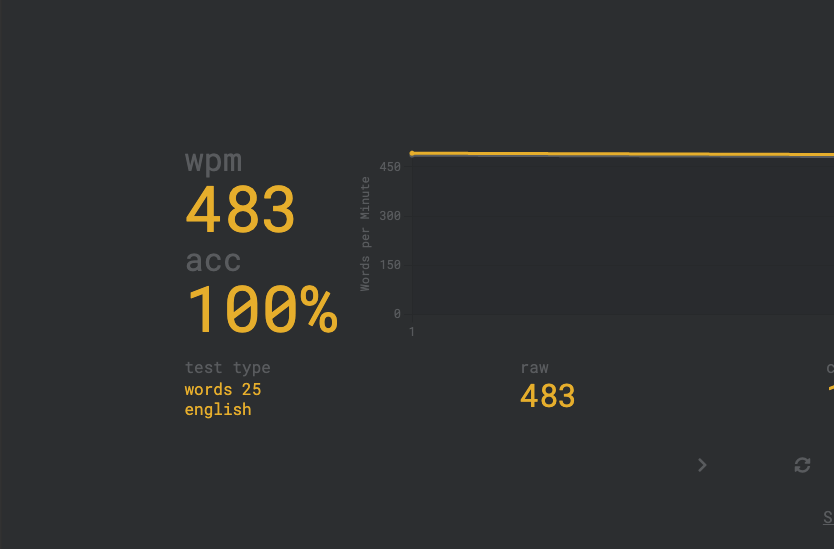 wpm
483
acc
100%
Words per Minute
450
300
150
0
1
test type
words 25
english
raw
483